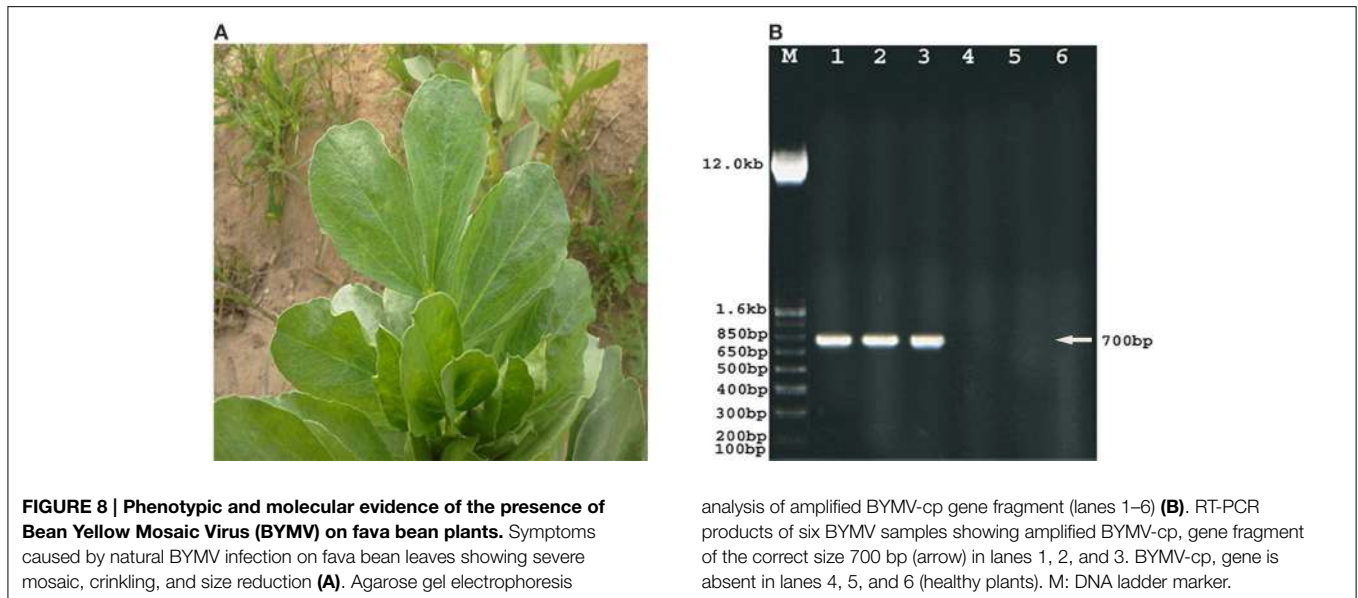 A
B
M 1 2 3 4 5 6
12.0kb
1.6kb
850bp
700bp
650bp
500bp
400bp
300bp
200bp
100bp
FIGURE 8 | Phenotypic and molecular evidence of the presence of
Bean Yellow Mosaic Virus (BYMV) on fava bean plants. Symptoms
caused by natural BYMV infection on fava bean leaves showing severe
mosaic, crinkling, and size reduction (A). Agarose gel electrophoresis
analysis of amplified BYMV-cp gene fragment (lanes 1–6) (B). RT-PCR
products of six BYMV samples showing amplified BYMV-cp, gene fragment
of the correct size 700 bp (arrow) in lanes 1, 2, and 3. BYMV-cp, gene is
absent in lanes 4, 5, and 6 (healthy plants). M: DNA ladder marker.